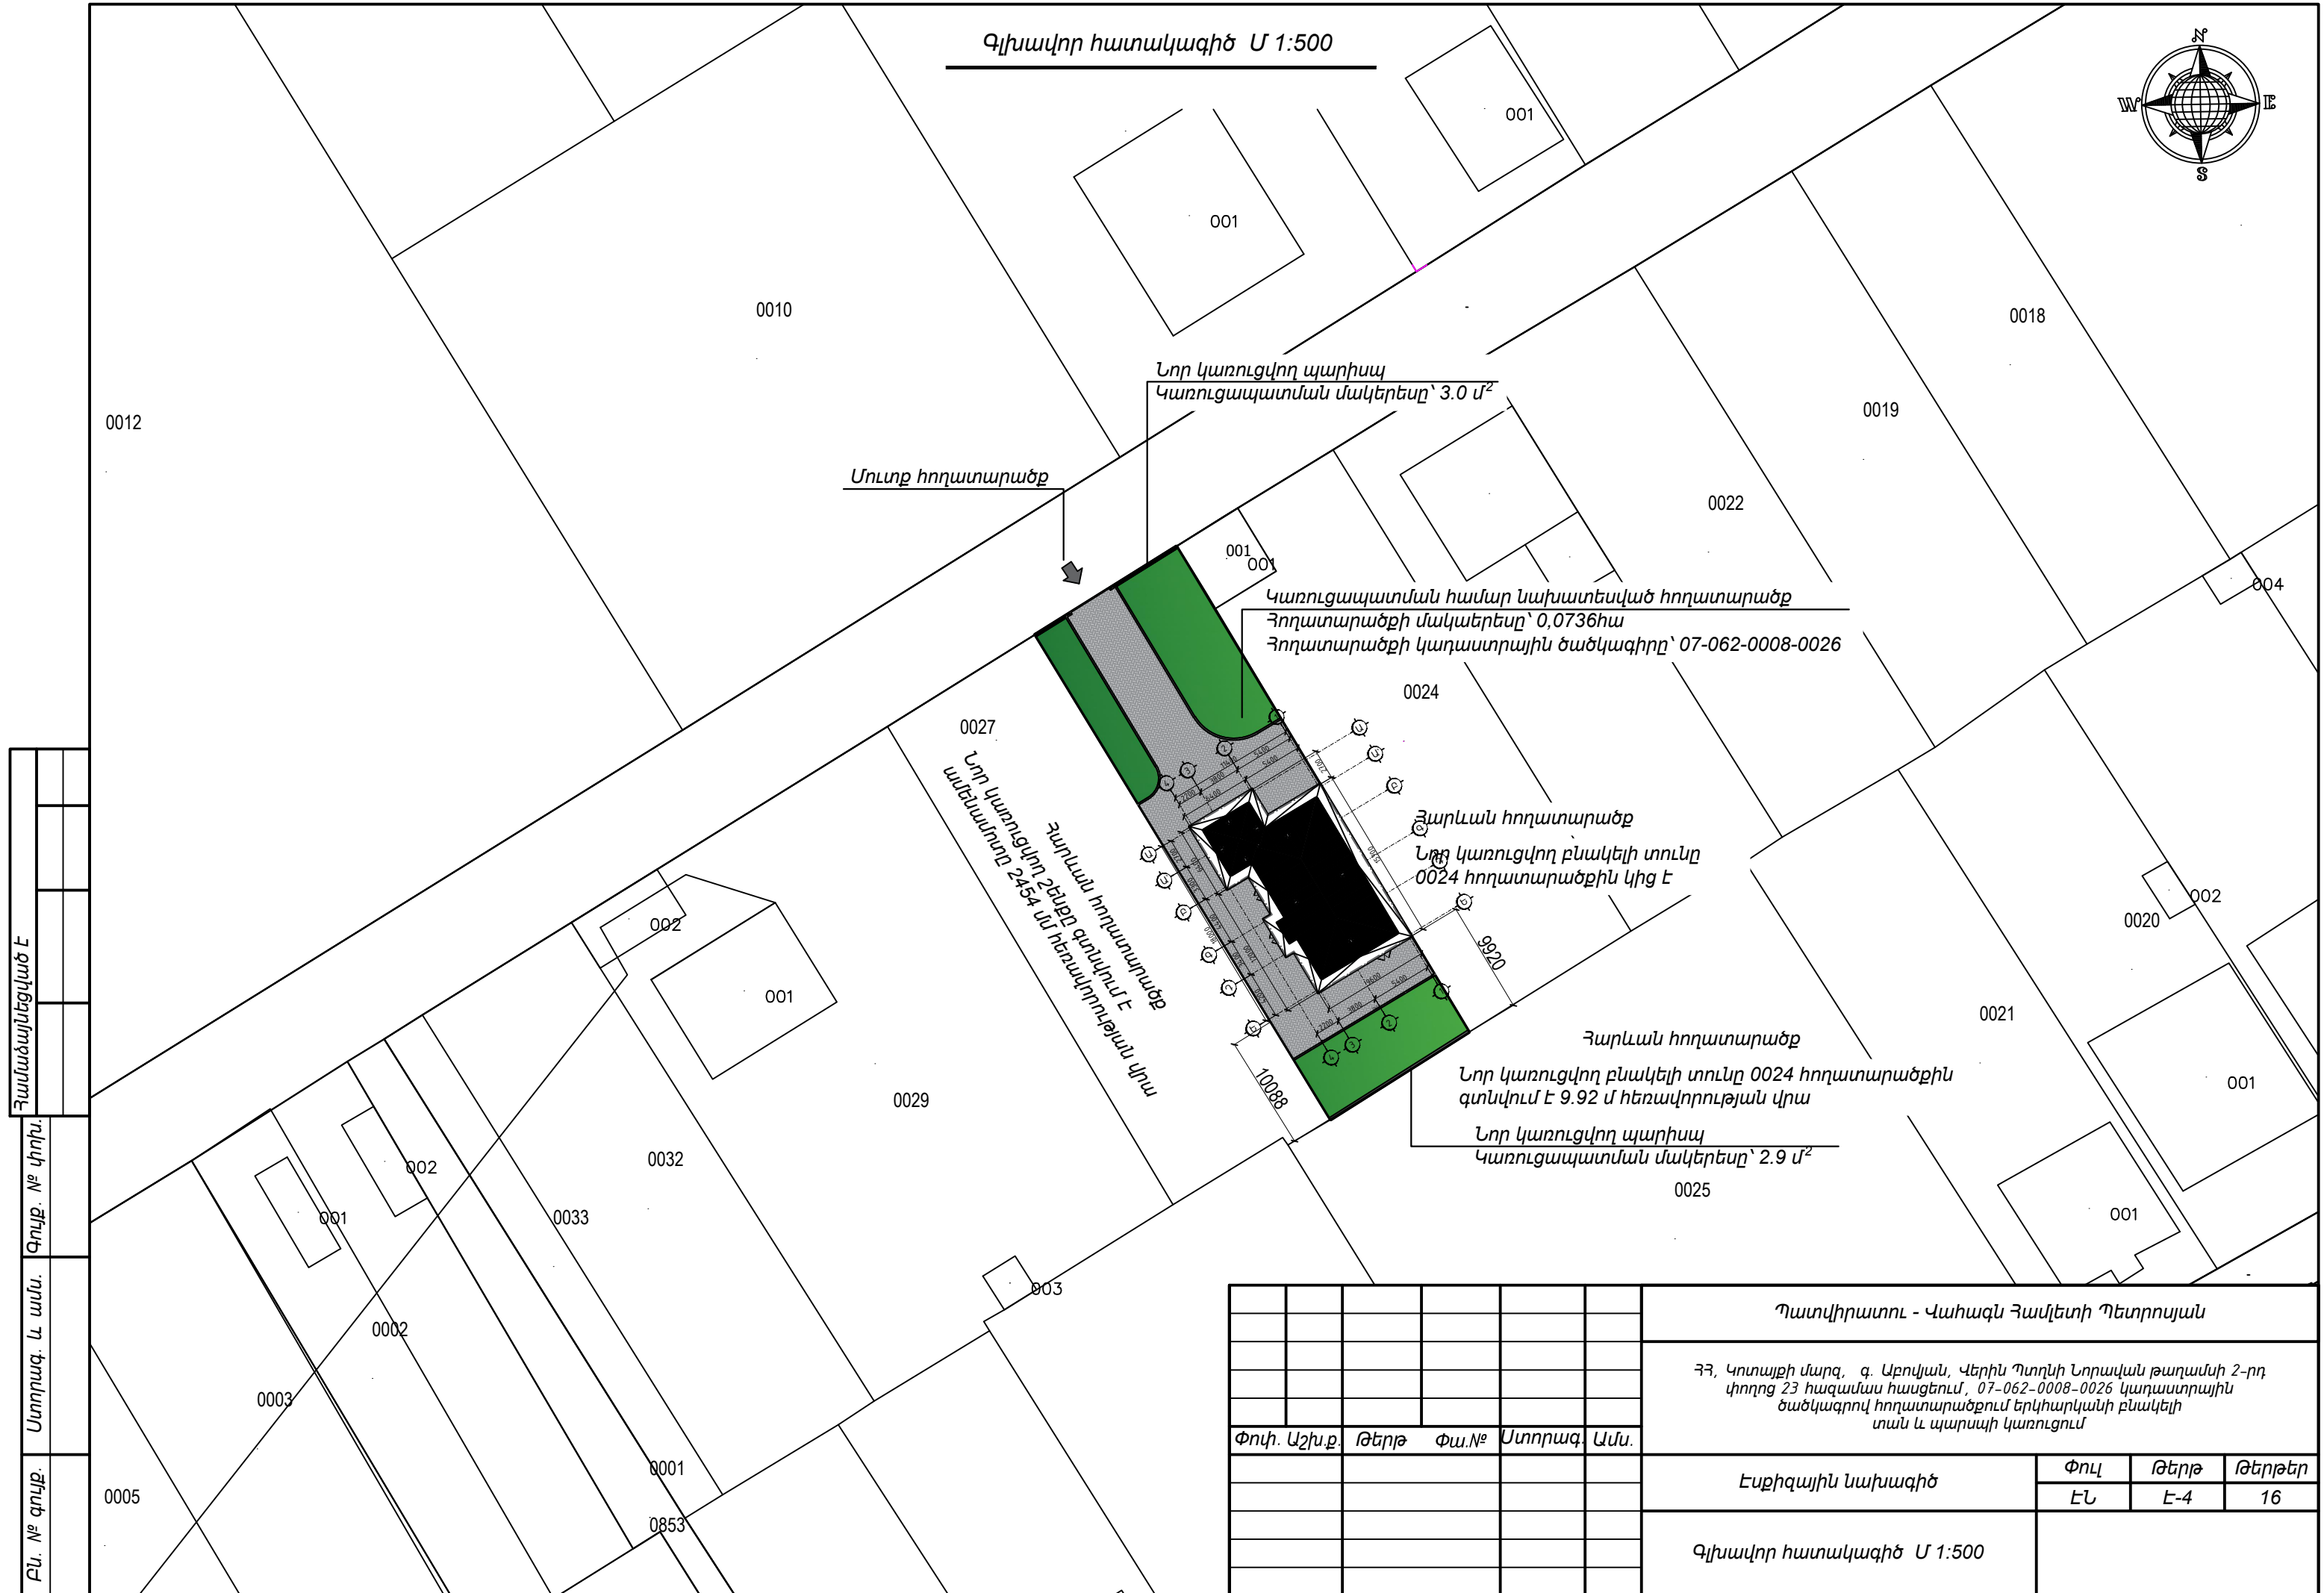 Գլխավոր հատակագիծ Մ 1:500
N
W
E
S
001
001
0010
0018
0012
0019
0022
Նոր կառուցվող պարիսպ
Կառուցապատման մակերեսը՝ 3.0 մ²
Մուտք հողատարածք
001
001
004
Կառուցապատման համար նախատեսված հողատարածք
Հողատարածքի մակաերեսը՝ 0,0736հա
Հողատարածքի կադաստրային ծածկագիրը՝ 07-062-0008-0026
0024
0027
Հարևան հողատարածք
Նոր կառուցվող շենքը գտնվում է
ամենամոտը 2454 մմ հեռավորության վրա
Հարևան հողատարածք
Նոր կառուցվող բնակելի տունը
0024 հողատարածքին կից է
9920
10088
002
001
0020
002
0021
001
001
Հարևան հողատարածք
Նոր կառուցվող բնակելի տունը 0024 հողատարածքին
գտնվում է 9.92 մ հեռավորության վրա
Նոր կառուցվող պարիսպ
Կառուցապատման մակերեսը՝ 2.9 մ²
0025
0029
0032
0033
002
001
003
0002
0003
0001
0005
0853
Համաձայնեցված է
Գույք. № փոխ.
Ստորագ. և ամս.
Բն. № գույք.
Պատվիրատու - Վահագն Համլետի Պետրոսյան
ՀՀ, Կոտայքի մարզ, գ. Աբովյան, Վերին Պտղնի Նորավան թաղամսի 2-րդ
փողոց 23 հազամաս հասցեում, 07-062-0008-0026 կադաստրային
ծածկագրով հողատարածքում երկհարկանի բնակելի
տան և պարսպի կառուցում
Փոփ. Աշխ.ք. Թերթ Փա.№ Ստորագ. Ամս.
Էսքիզային նախագիծ
Փուլ Թերթ Թերթեր
ԷՆ Է-4 16
Գլխավոր հատակագիծ Մ 1:500